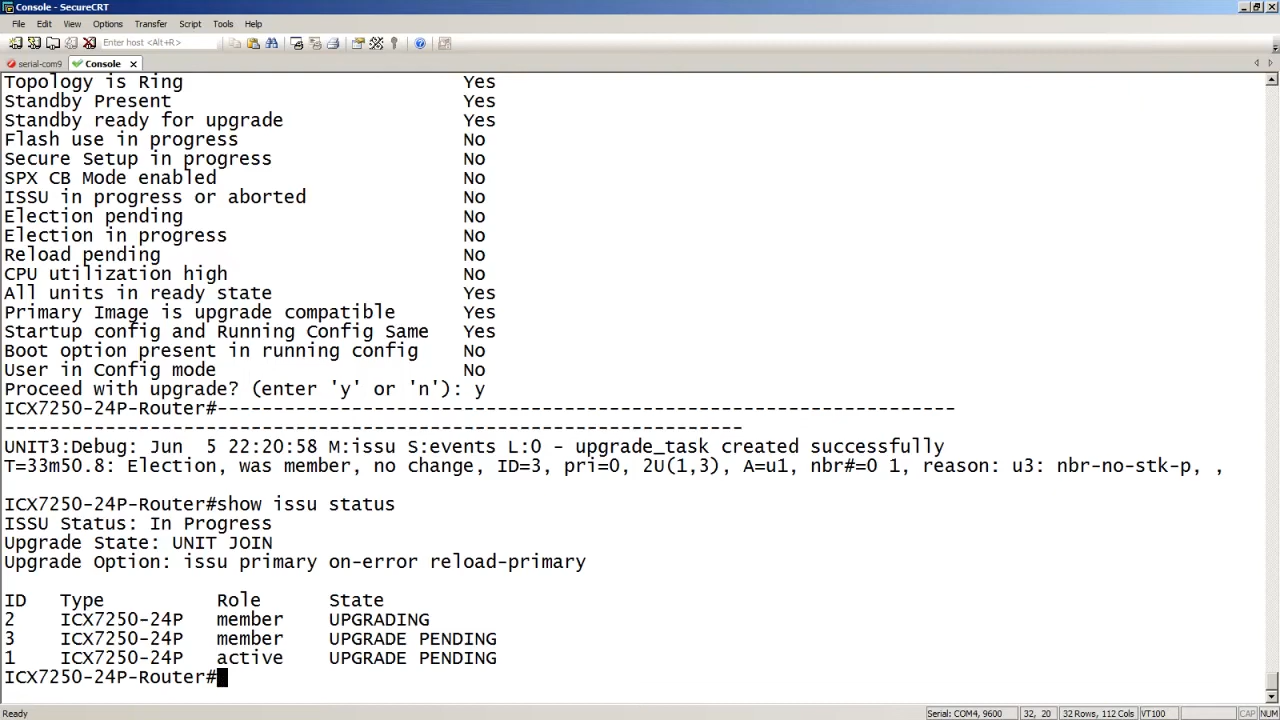 Console - SecureCRT
File Edit View Options Transfer Script Tools Help
Enter host <Alt+R>
serial-com9 Console
Topology is Ring Yes
Standby Present Yes
Standby ready for upgrade Yes
Flash use in progress No
Secure Setup in progress No
SPX CB Mode enabled No
ISSU in progress or aborted No
Election pending No
Election in progress No
Reload pending No
CPU utilization high No
All units in ready state Yes
Primary Image is upgrade compatible Yes
Startup config and Running Config Same Yes
Boot option present in running config No
User in Config mode No
Proceed with upgrade? (enter 'y' or 'n'): y
ICX7250-24P-Router#------------------------------------------------------------------
------------------------------------------------------------------
UNIT3:Debug: Jun 5 22:20:58 M:issu S:events L:0 - upgrade_task created successfully
T=33m50.8: Election, was member, no change, ID=3, pri=0, 2U(1,3), A=u1, nbr#=0 1, reason: u3: nbr-no-stk-p, ,
ICX7250-24P-Router#show issu status
ISSU Status: In Progress
Upgrade State: UNIT JOIN
Upgrade Option: issu primary on-error reload-primary
ID Type Role State
2 ICX7250-24P member UPGRADING
3 ICX7250-24P member UPGRADE PENDING
1 ICX7250-24P active UPGRADE PENDING
ICX7250-24P-Router#
Ready Serial: COM4, 9600 32, 20 32 Rows, 112 Cols VT100 CAP NUM